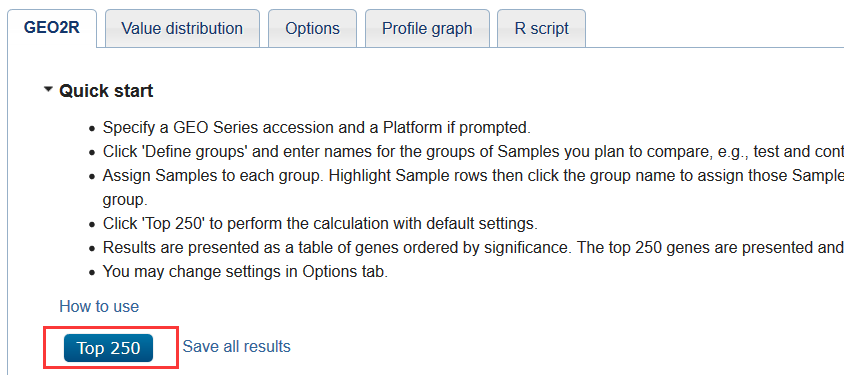 GEO2R Value distribution Options Profile graph R script
Quick start
Specify a GEO Series accession and a Platform if prompted.
Click 'Define groups' and enter names for the groups of Samples you plan to compare, e.g., test and cont
Assign Samples to each group. Highlight Sample rows then click the group name to assign those Sample
group.
Click 'Top 250' to perform the calculation with default settings.
Results are presented as a table of genes ordered by significance. The top 250 genes are presented and
You may change settings in Options tab.
How to use
Top 250 Save all results